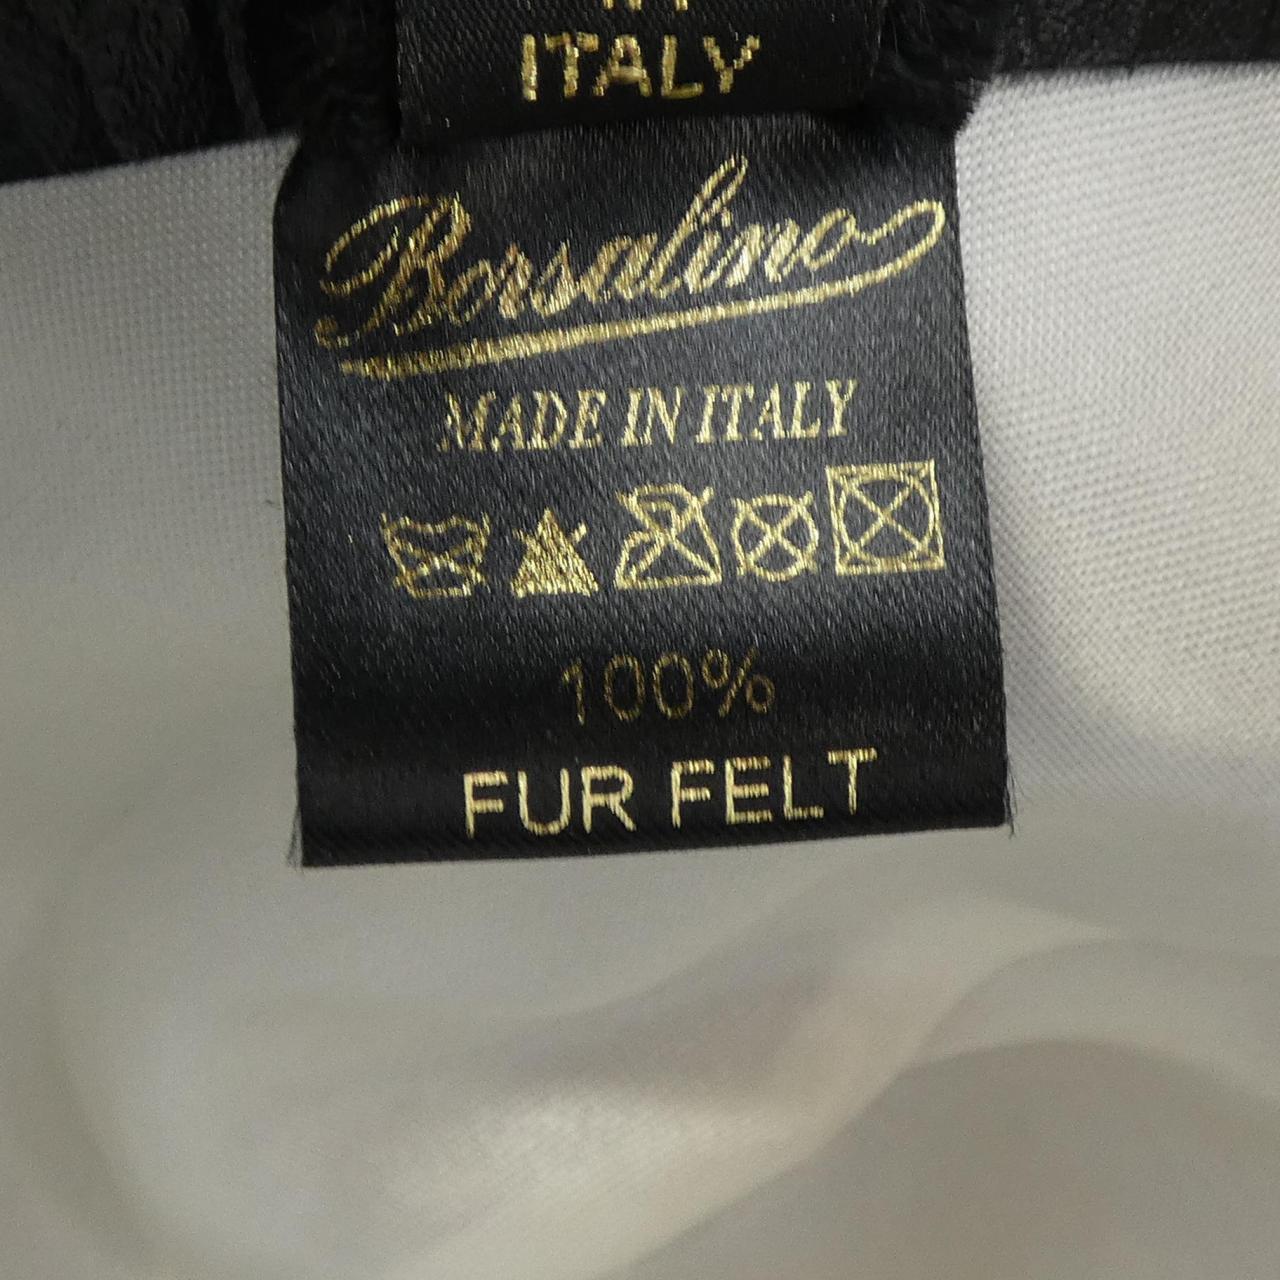 ITALY
Borsalino
MADE IN ITALY
100%
FUR FELT